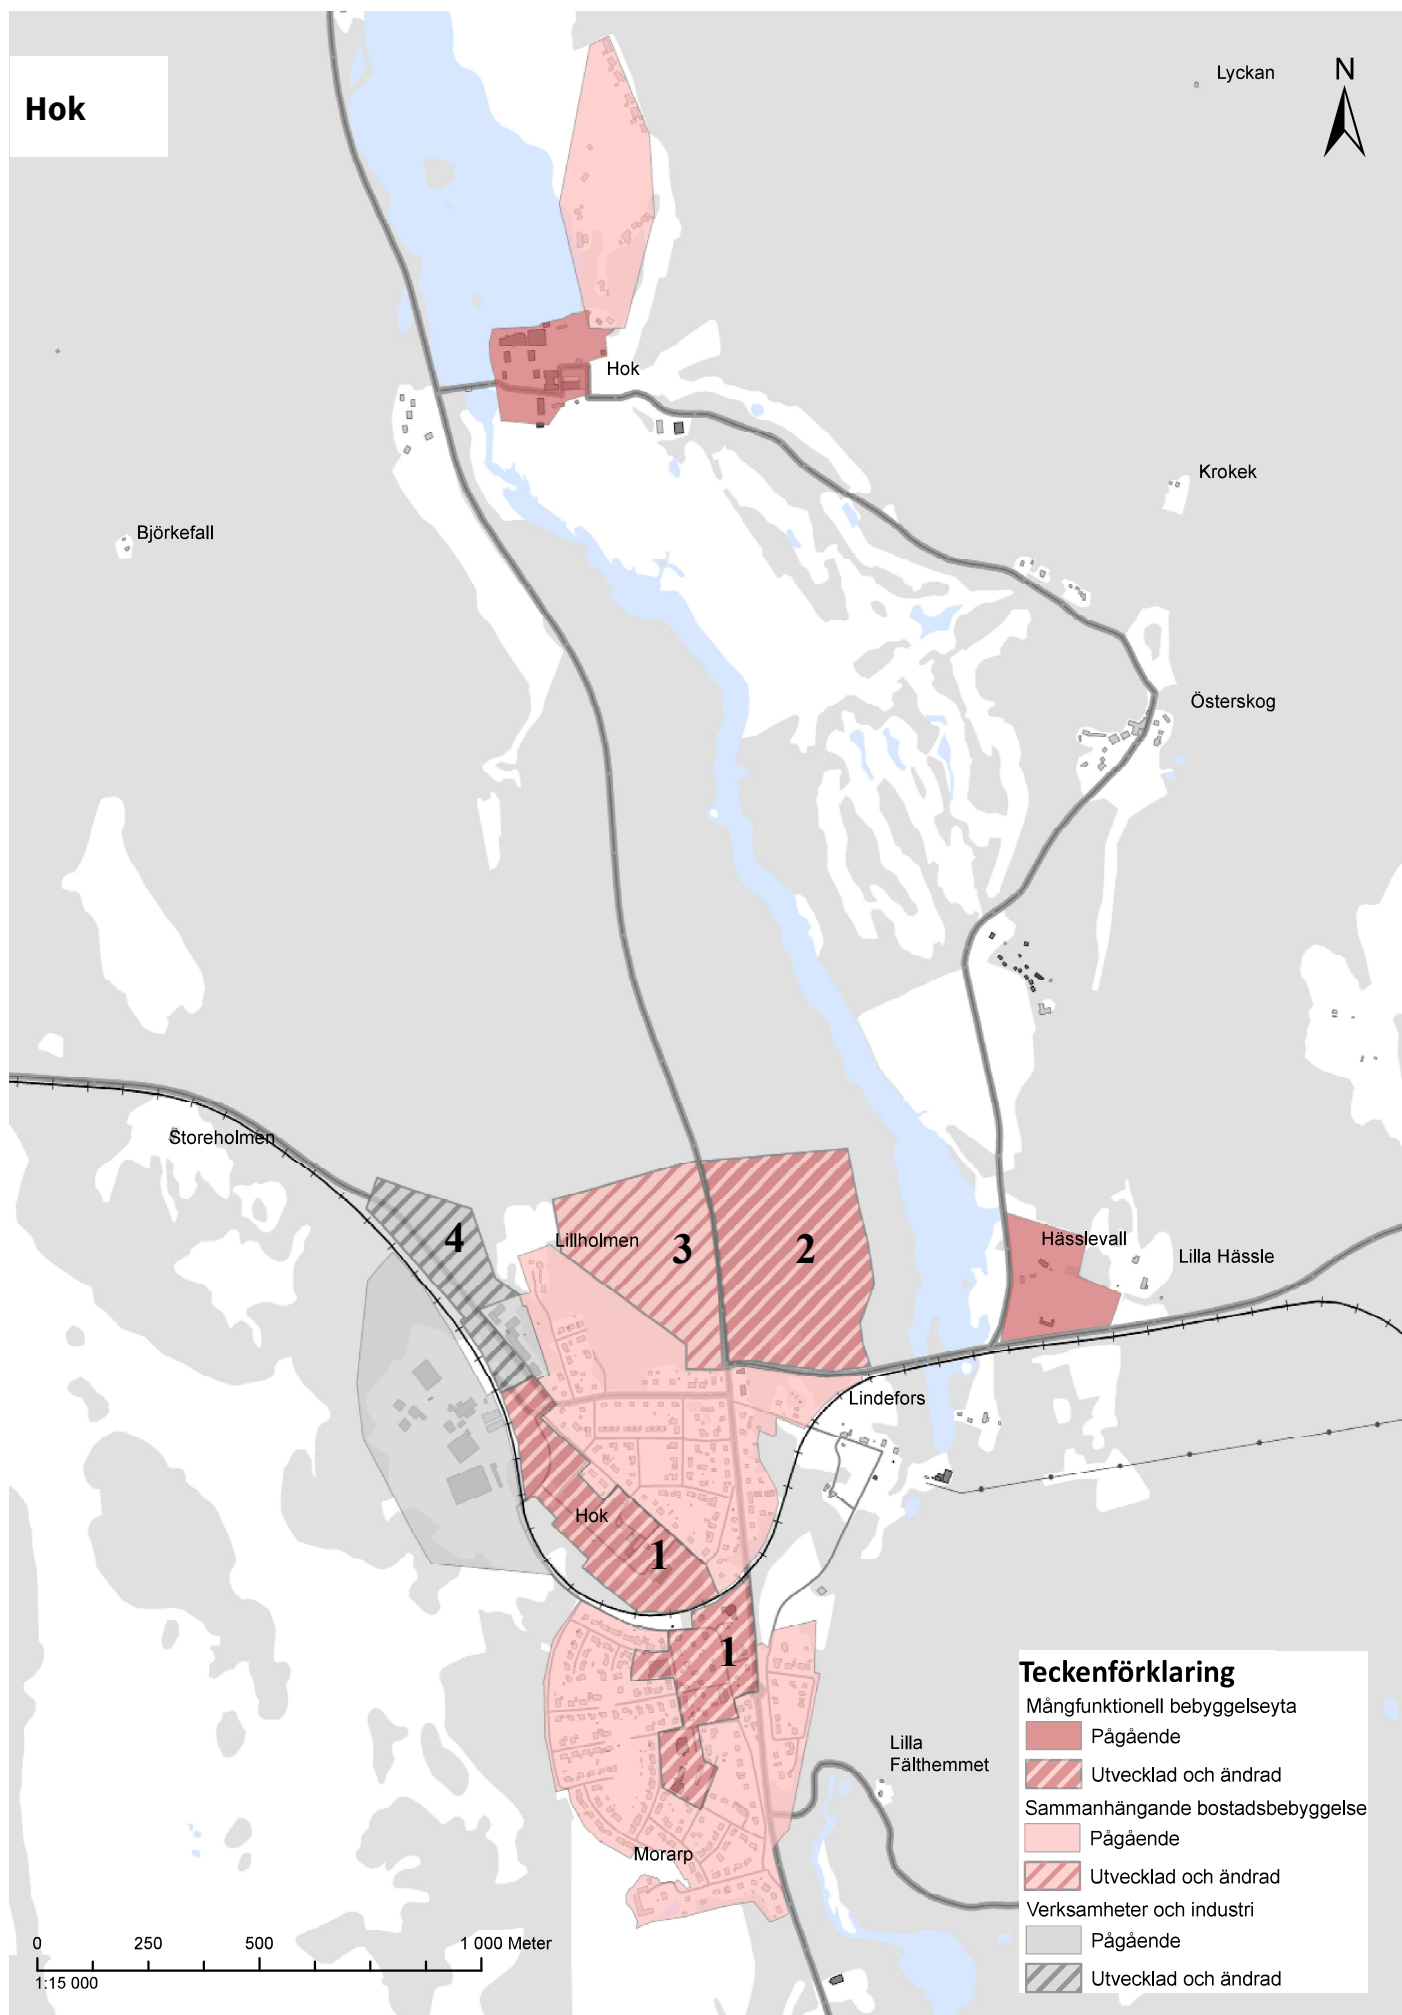 Hok
Lyckan
N
Hok
Krokek
Björkefall
Österskog
Storeholmen
4
Lillholmen
3
2
Hässlevall
Lilla Hässle
Lindefors
Hok
1
1
Lilla
Fälthemmet
Morarp
Teckenförklaring
Mångfunktionell bebyggelseyta
Pågående
Utvecklad och ändrad
Sammanhängande bostadsbebyggelse
Pågående
Utvecklad och ändrad
Verksamheter och industri
Pågående
Utvecklad och ändrad
0 250 500 1 000 Meter
1:15 000